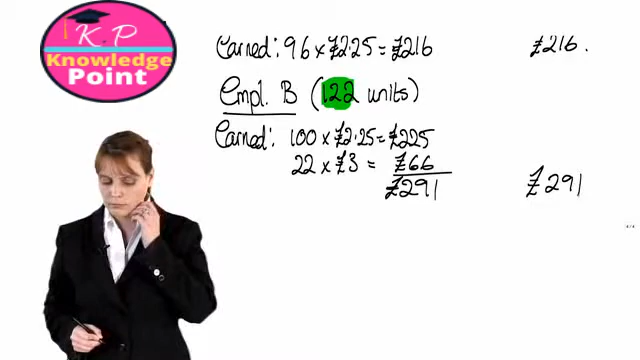 K.P
Knowledge
Point
Earned: 96 x £2.25 = £216 £216.
Empl. B (122 units)
Earned: 100 x £2.25 = £225
22 x £3 = £66
£291 £291